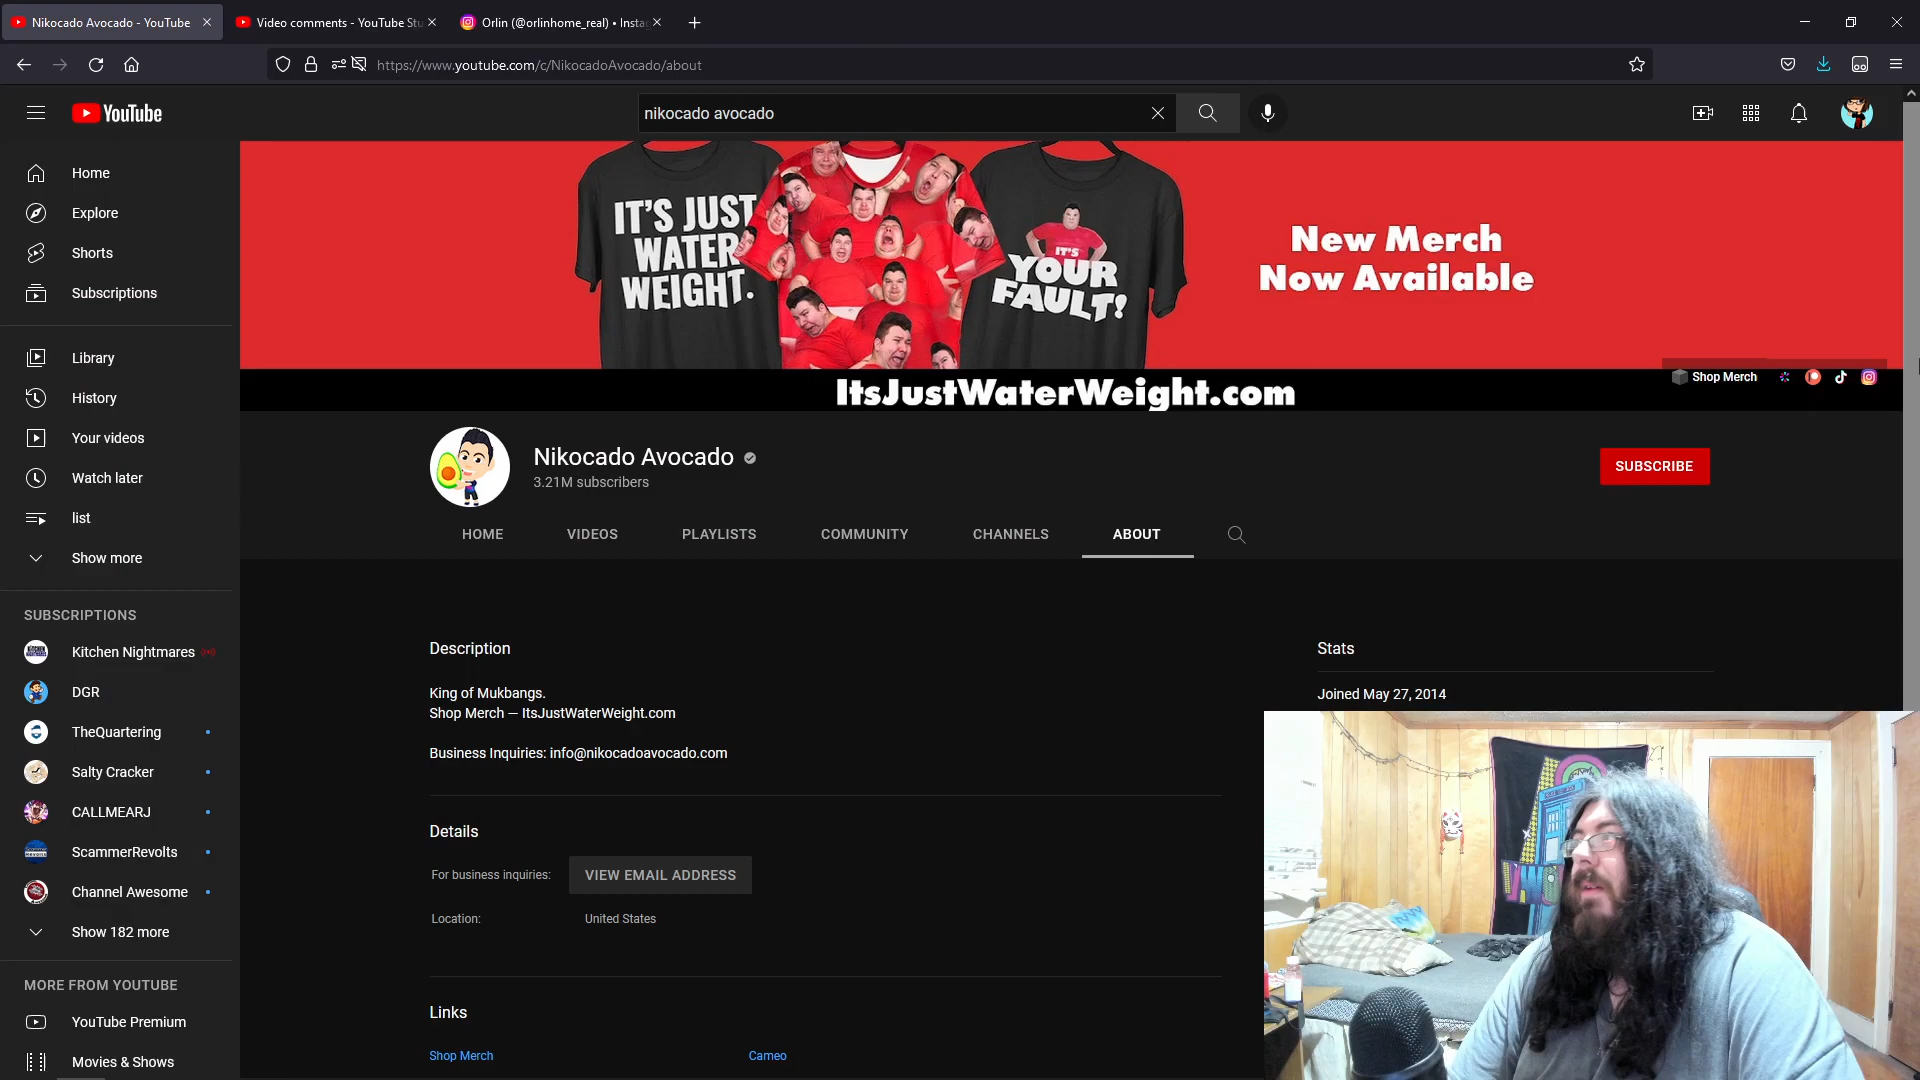 Nikocado Avocado - YouTube
Video comments - YouTube Stu
Orlin (@orlinhome_real) • Insta
https://www.youtube.com/c/NikocadoAvocado/about
YouTube
nikocado avocado
Home
Explore
Shorts
Subscriptions
Library
History
Your videos
Watch later
list
Show more
SUBSCRIPTIONS
Kitchen Nightmares
DGR
TheQuartering
Salty Cracker
CALLMEARJ
ScammerRevolts
Channel Awesome
Show 182 more
MORE FROM YOUTUBE
YouTube Premium
Movies & Shows
IT'S JUST
WATER
WEIGHT.
IT'S
YOUR
FAULT!
New Merch
Now Available
ItsJustWaterWeight.com
Shop Merch
Nikocado Avocado
3.21M subscribers
SUBSCRIBE
HOME
VIDEOS
PLAYLISTS
COMMUNITY
CHANNELS
ABOUT
Description
King of Mukbangs.
Shop Merch — ItsJustWaterWeight.com
Business Inquiries: info@nikocadoavocado.com
Details
For business inquiries:
VIEW EMAIL ADDRESS
Location:
United States
Links
Shop Merch
Cameo
Stats
Joined May 27, 2014